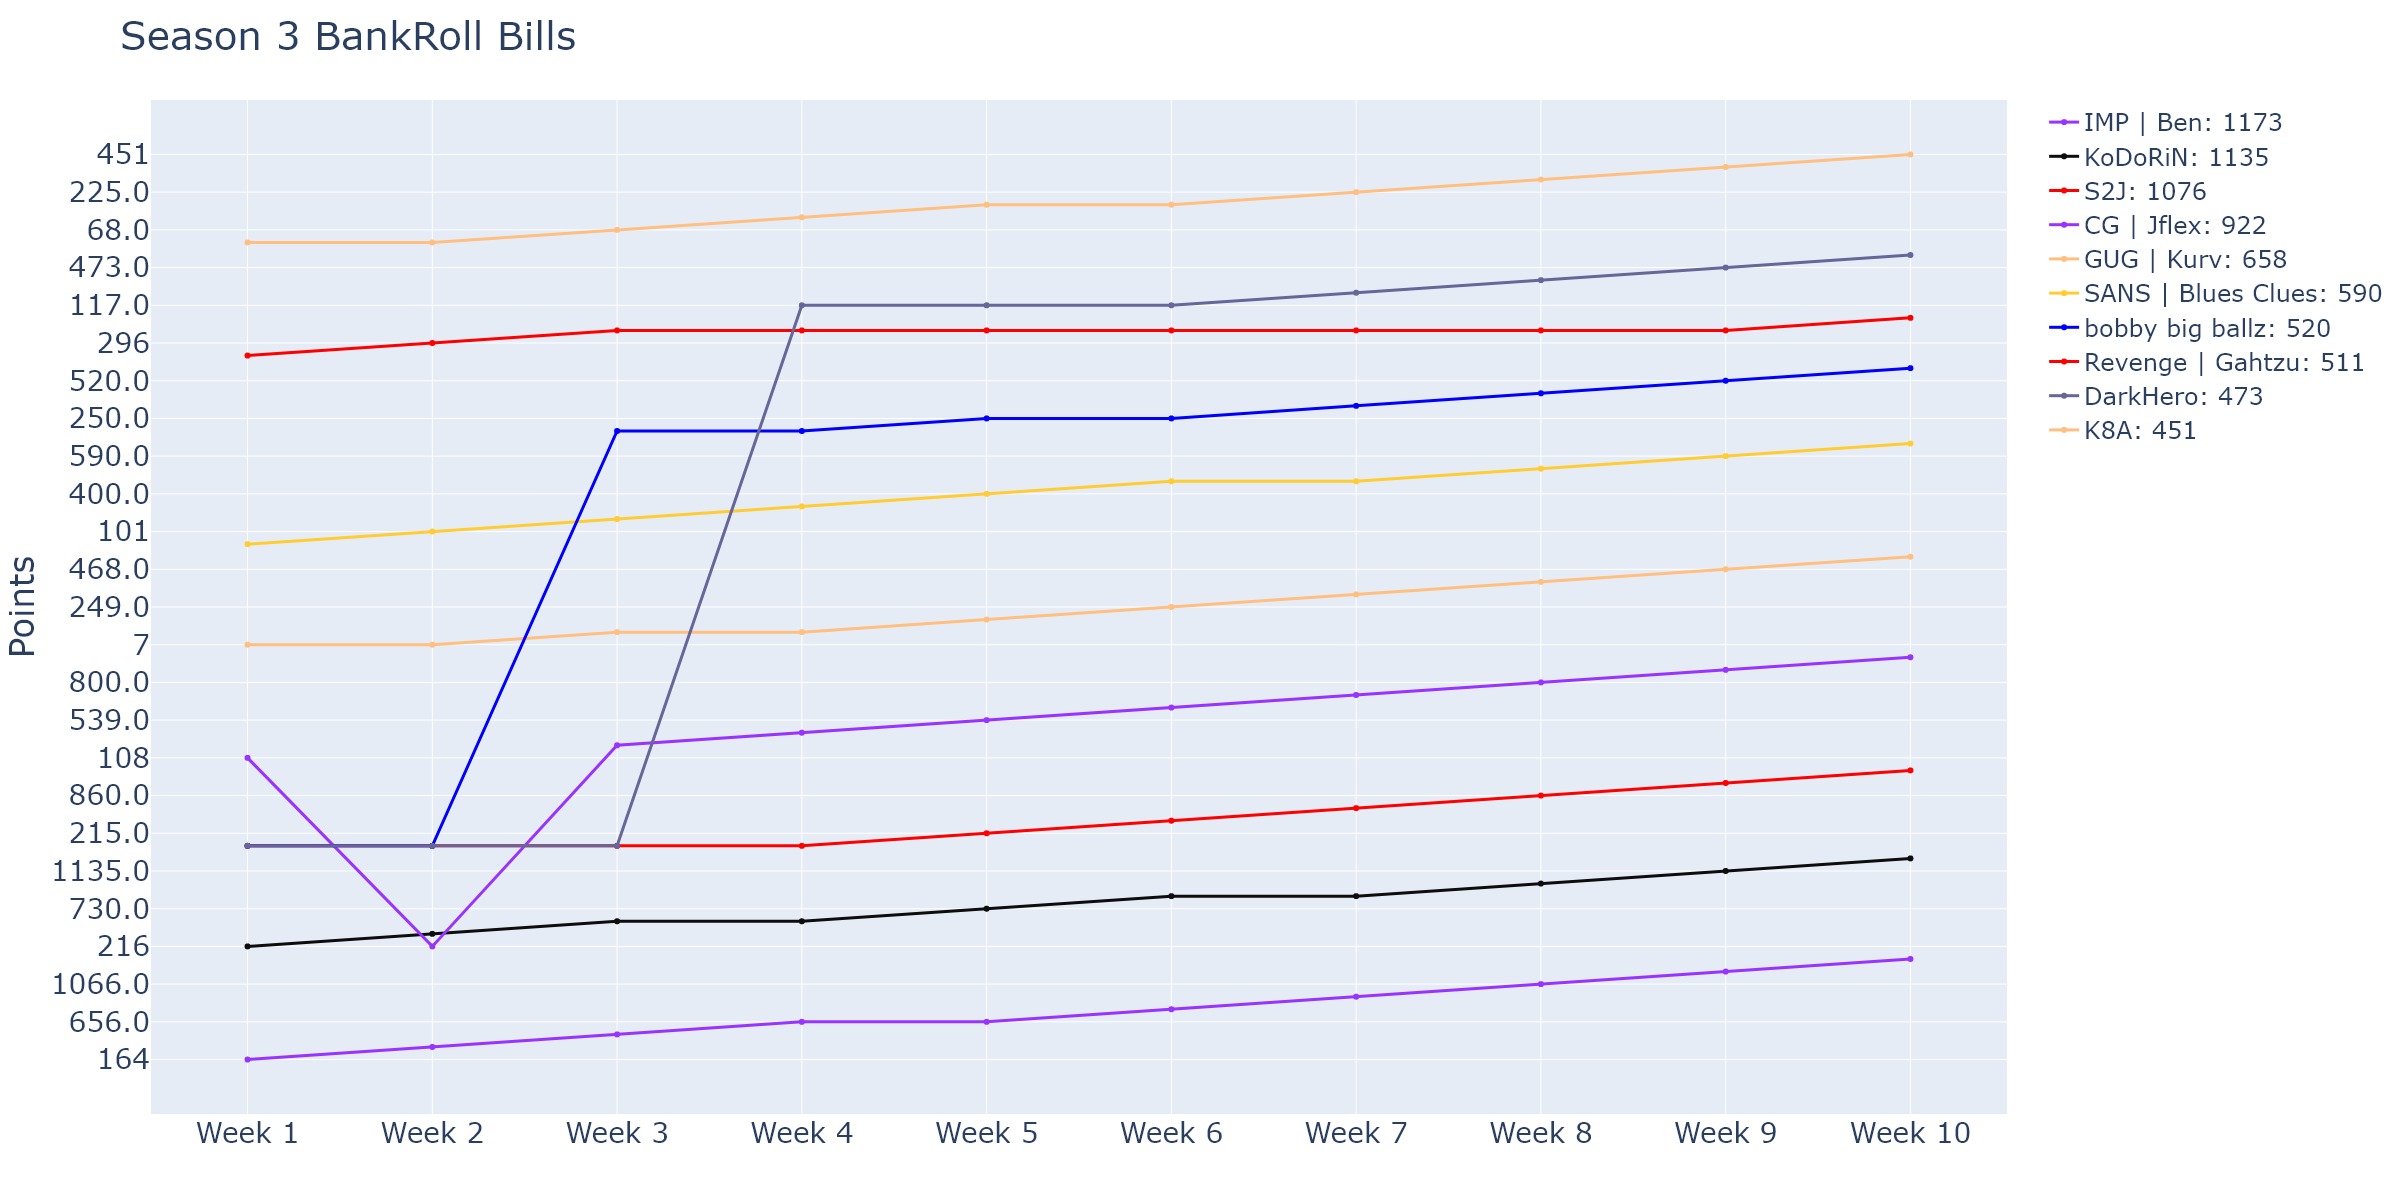 Season 3 BankRoll Bills
Points
451
225.0
68.0
473.0
117.0
296
520.0
250.0
590.0
400.0
101
468.0
249.0
7
800.0
539.0
108
860.0
215.0
1135.0
730.0
216
1066.0
656.0
164
Week 1 Week 2 Week 3 Week 4 Week 5 Week 6 Week 7 Week 8 Week 9 Week 10
IMP | Ben: 1173
KoDoRiN: 1135
S2J: 1076
CG | Jflex: 922
GUG | Kurv: 658
SANS | Blues Clues: 590
bobby big ballz: 520
Revenge | Gahtzu: 511
DarkHero: 473
K8A: 451